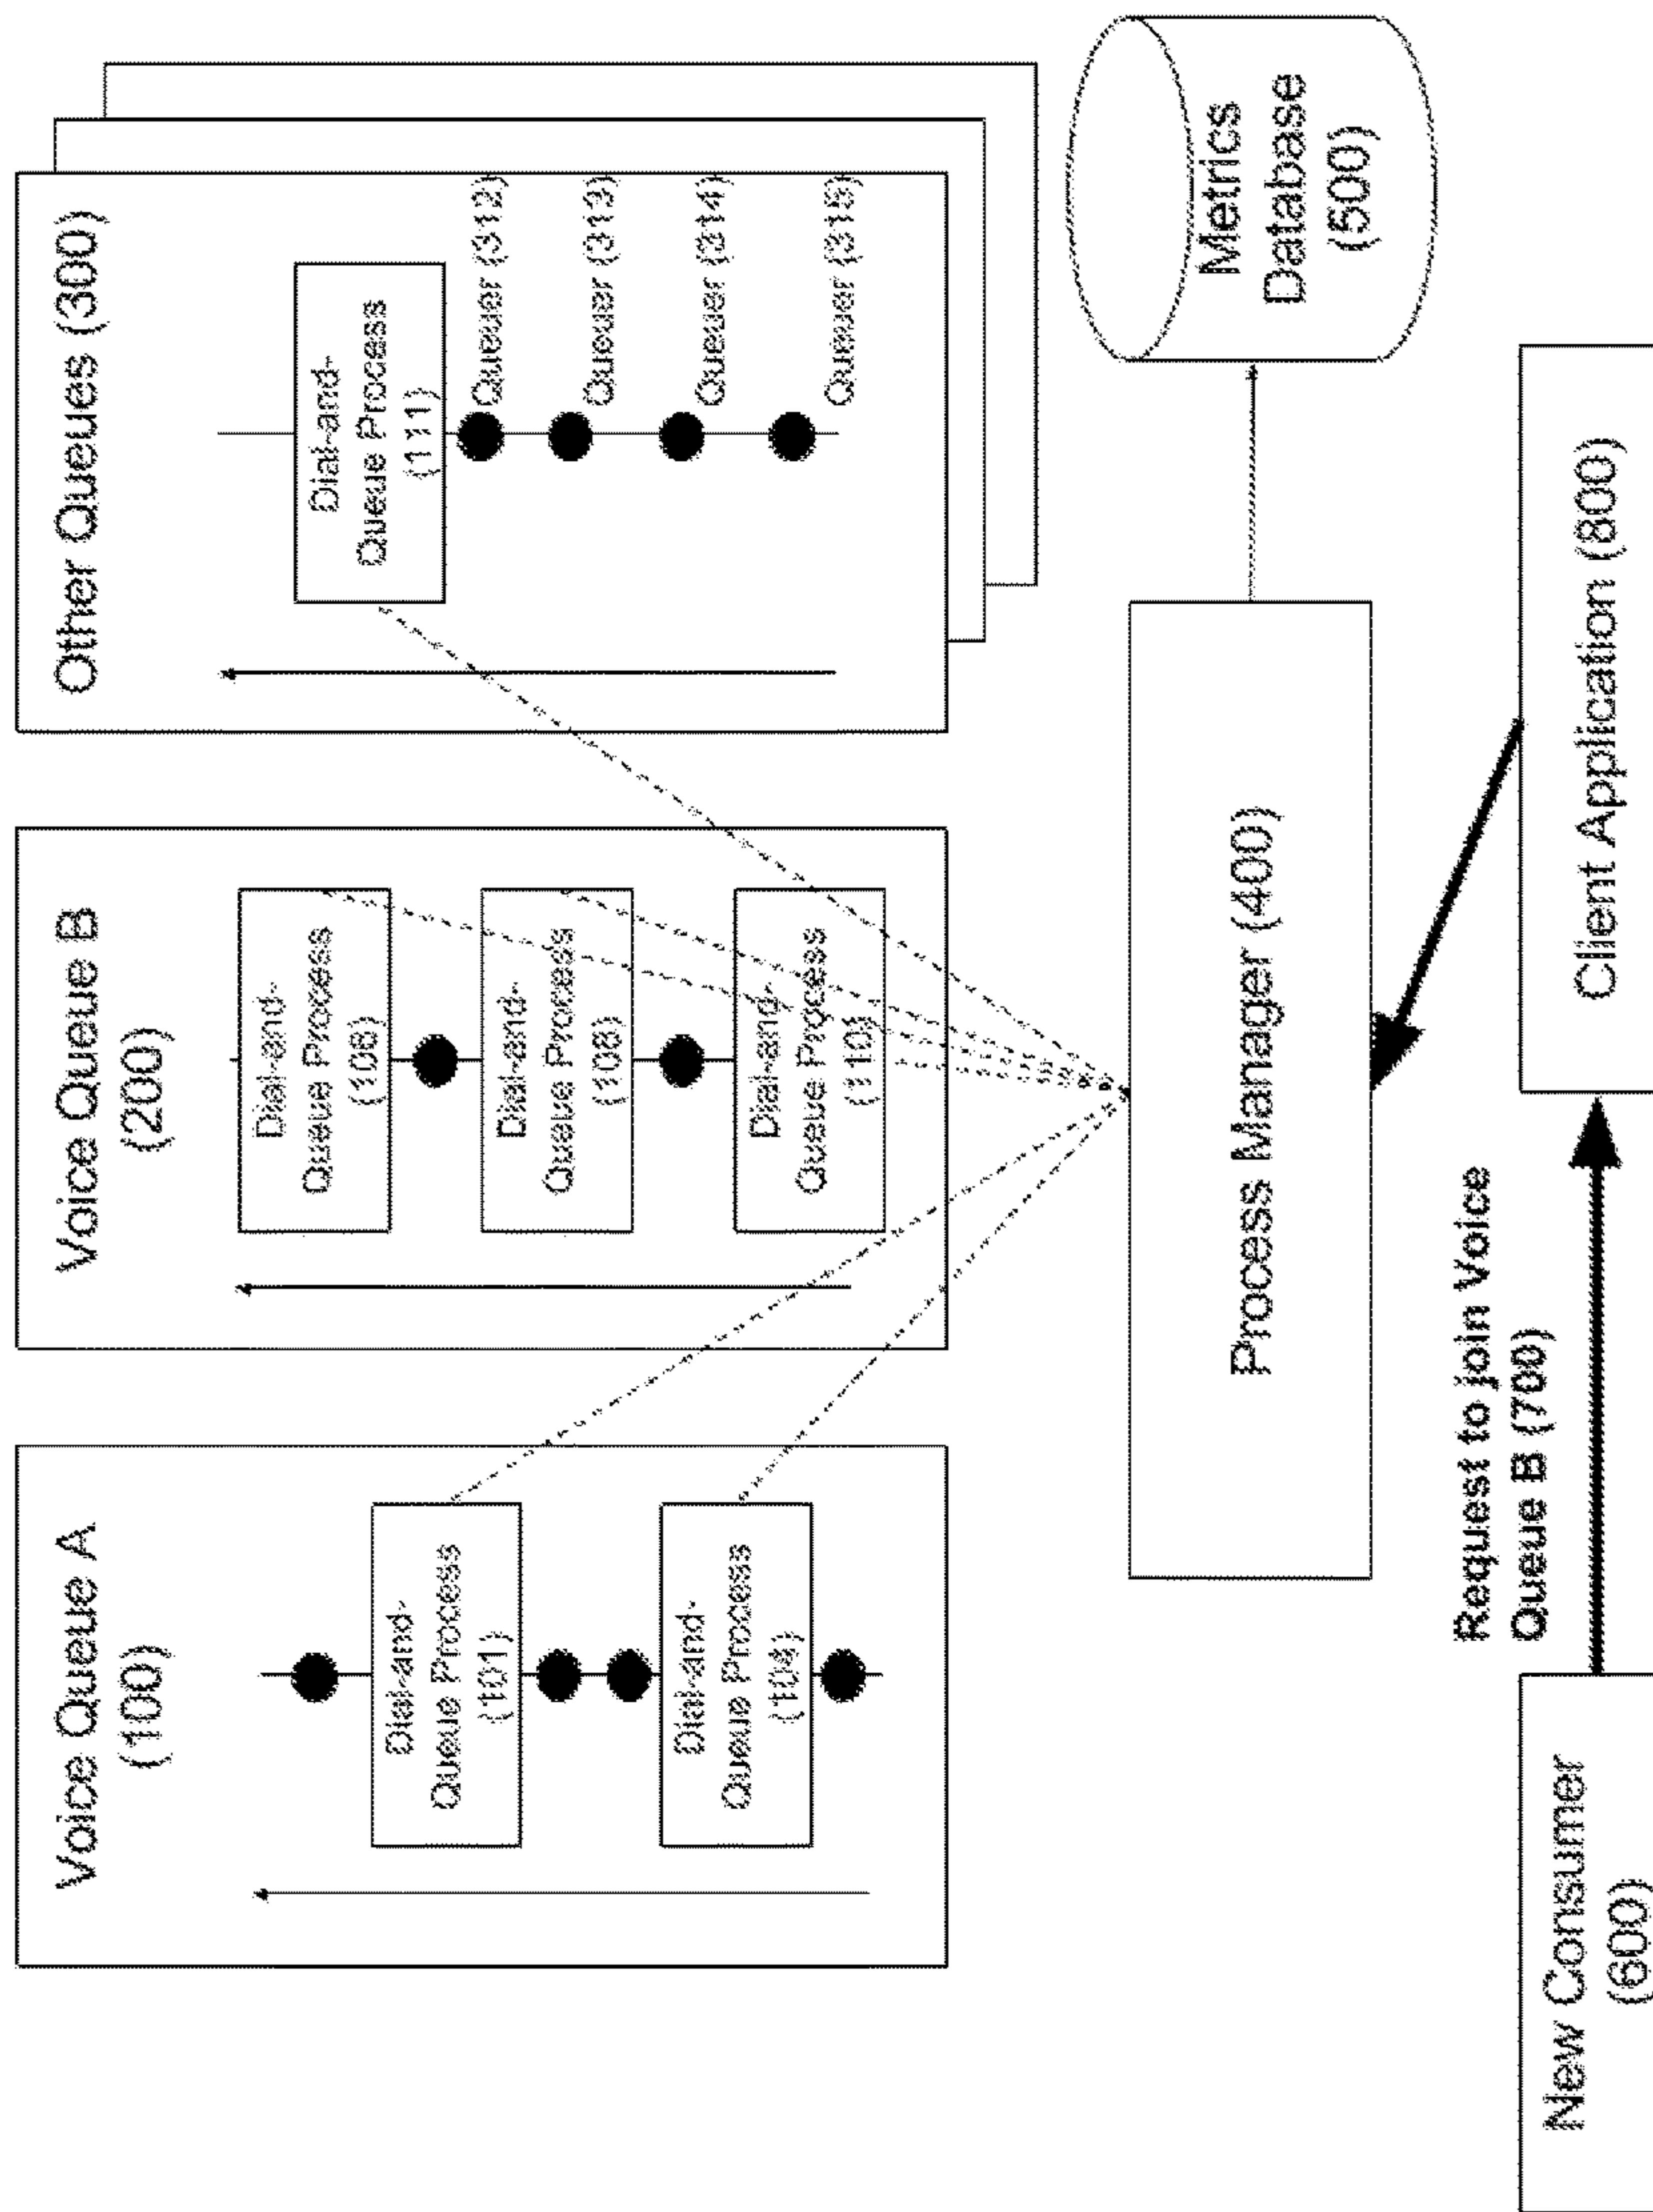 Voice Queue A
(100)
Dial-and-
Queue Process
(101)
Dial-and-
Queue Process
(104)
Voice Queue B
(200)
Dial-and-
Queue Process
(106)
Dial-and-
Queue Process
(108)
Dial-and-
Queue Process
(110)
Other Queues (300)
Dial-and-
Queue Process
(111)
Queuer (312)
Queuer (313)
Queuer (314)
Queuer (315)
Process Manager (400)
Metrics
Database
(500)
Request to join Voice
Queue B (700)
New Consumer
(600)
Client Application (800)